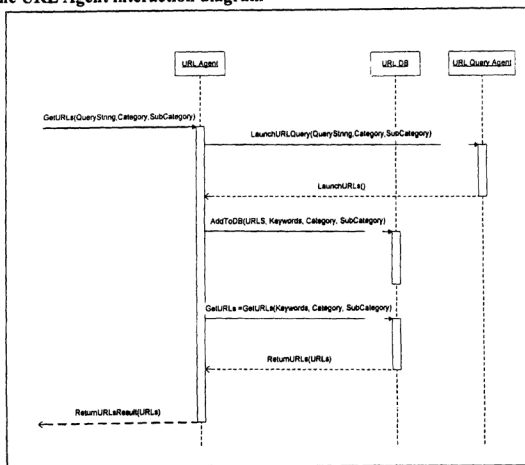 ne URL Agent interaction diagram
URL Agent
URL DB
URL Query Agent
GetURLs(QueryString,Category,SubCategory)
LaunchURLQuery(QueryString,Category,SubCategory)
LaunchURLs()
AddToDB(URLS, Keywords, Category, SubCategory)
GetURLs =GetURLs(Keywords, Category, SubCategory)
ReturnURLs(URLs)
ReturnURLsResult(URLs)